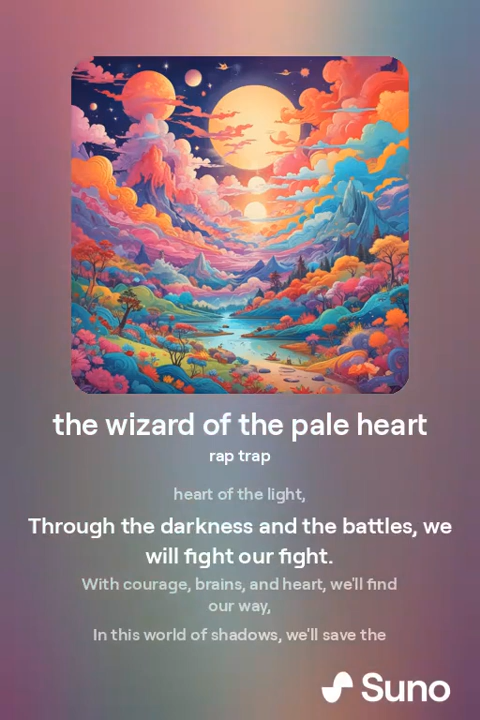 the wizard of the pale heart
rap trap
heart of the light,
Through the darkness and the battles, we
will fight our fight.
With courage, brains, and heart, we'll find
our way,
In this world of shadows, we'll save the
Suno